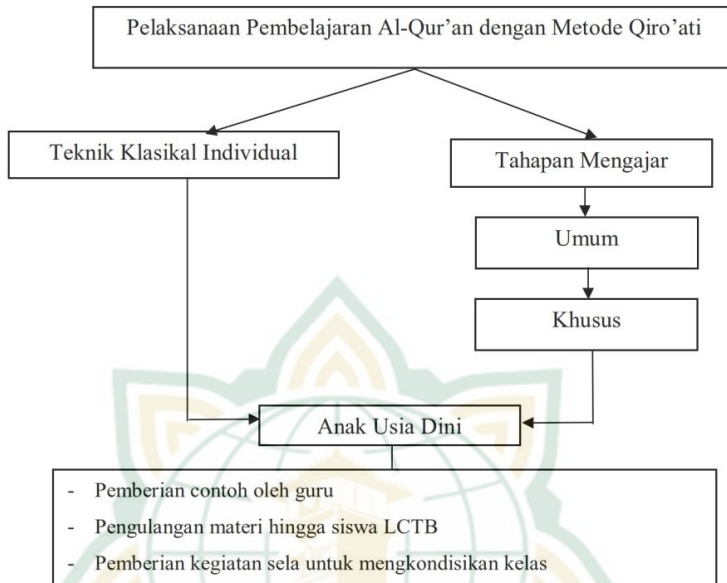 Pelaksanaan Pembelajaran Al-Qur’an dengan Metode Qiro’ati
Teknik Klasikal Individual
Tahapan Mengajar
Umum
Khusus
Anak Usia Dini
- Pemberian contoh oleh guru
- Pengulangan materi hingga siswa LCTB
- Pemberian kegiatan sela untuk mengkondisikan kelas